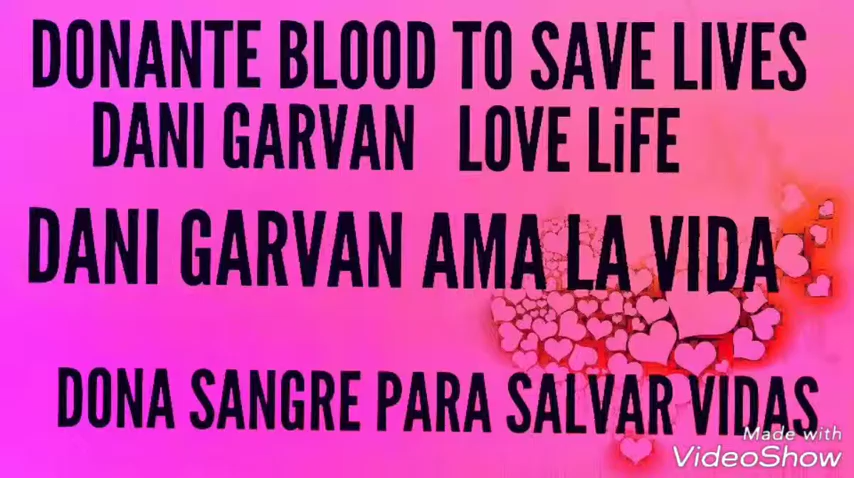 DONANTE BLOOD TO SAVE LIVES
DANI GARVAN LOVE LiFE
DANI GARVAN AMA LA VIDA
DONA SANGRE PARA SALVAR VIDAS
Made with
VideoShow